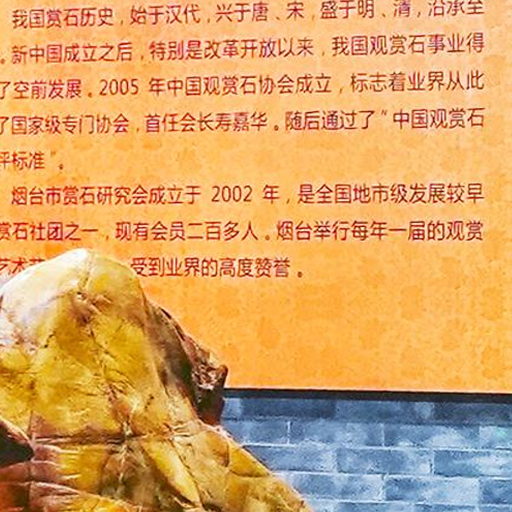 我国赏石历史，始于汉代，兴于唐、宋，盛于明、清，沿承至
。新中国成立之后，特别是改革开放以来，我国观赏石事业得
了空前发展。2005 年中国观赏石协会成立，标志着业界从此
了国家级专门协会，首任会长寿嘉华。随后通过了“中国观赏石
评标准”。
烟台市赏石研究会成立于 2002 年，是全国地市级发展较早
赏石社团之一，现有会员二百多人。烟台举行每年一届的观赏
艺术 受到业界的高度赞誉。